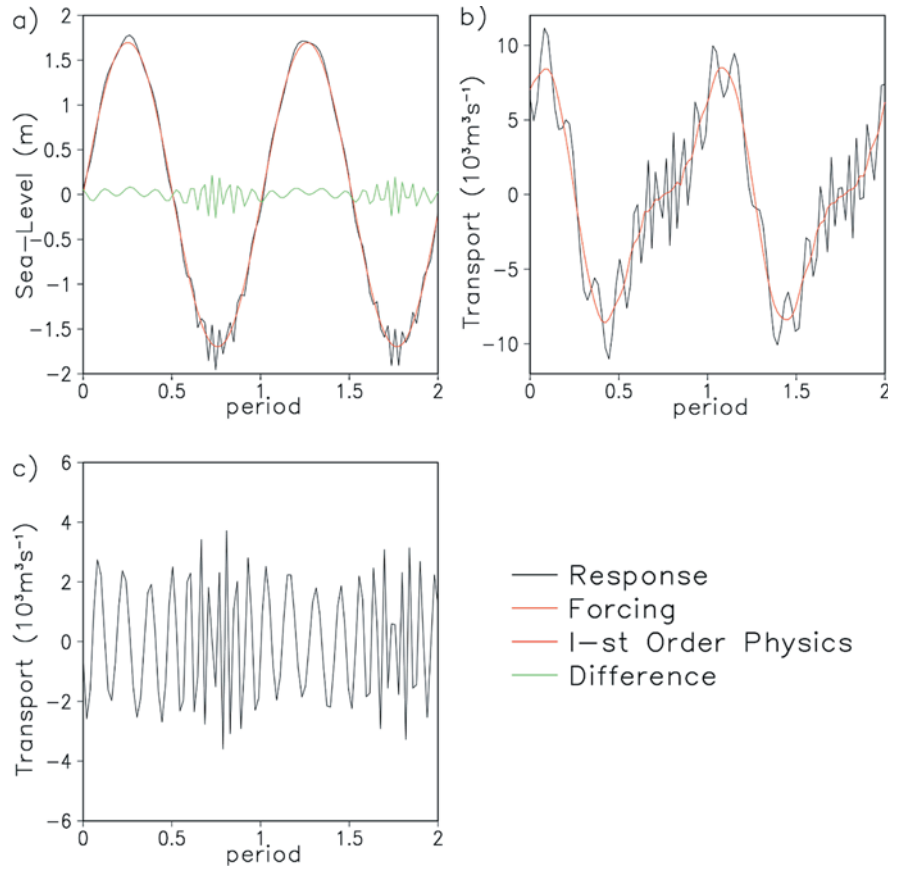 a)
2
1.5
1
0.5
0
−0.5
−1
−1.5
−2
Sea−Level (m)
0 0.5 1 1.5 2
period
b)
10
5
0
−5
−10
Transport (10³m³s⁻¹)
0 0.5 1 1.5 2
period
c)
6
4
2
0
−2
−4
−6
Transport (10³m³s⁻¹)
0 0.5 1 1.5 2
period
Response
Forcing
I−st Order Physics
Difference